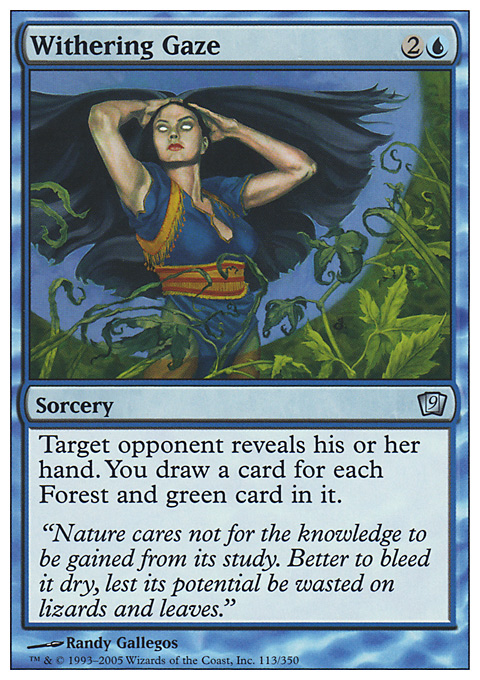 Withering Gaze 2
Sorcery 9
Target opponent reveals his or her
hand. You draw a card for each
Forest and green card in it.
“Nature cares not for the knowledge to
be gained from its study. Better to bleed
it dry, lest its potential be wasted on
lizards and leaves.”
Randy Gallegos
™ & © 1993–2005 Wizards of the Coast, Inc. 113/350